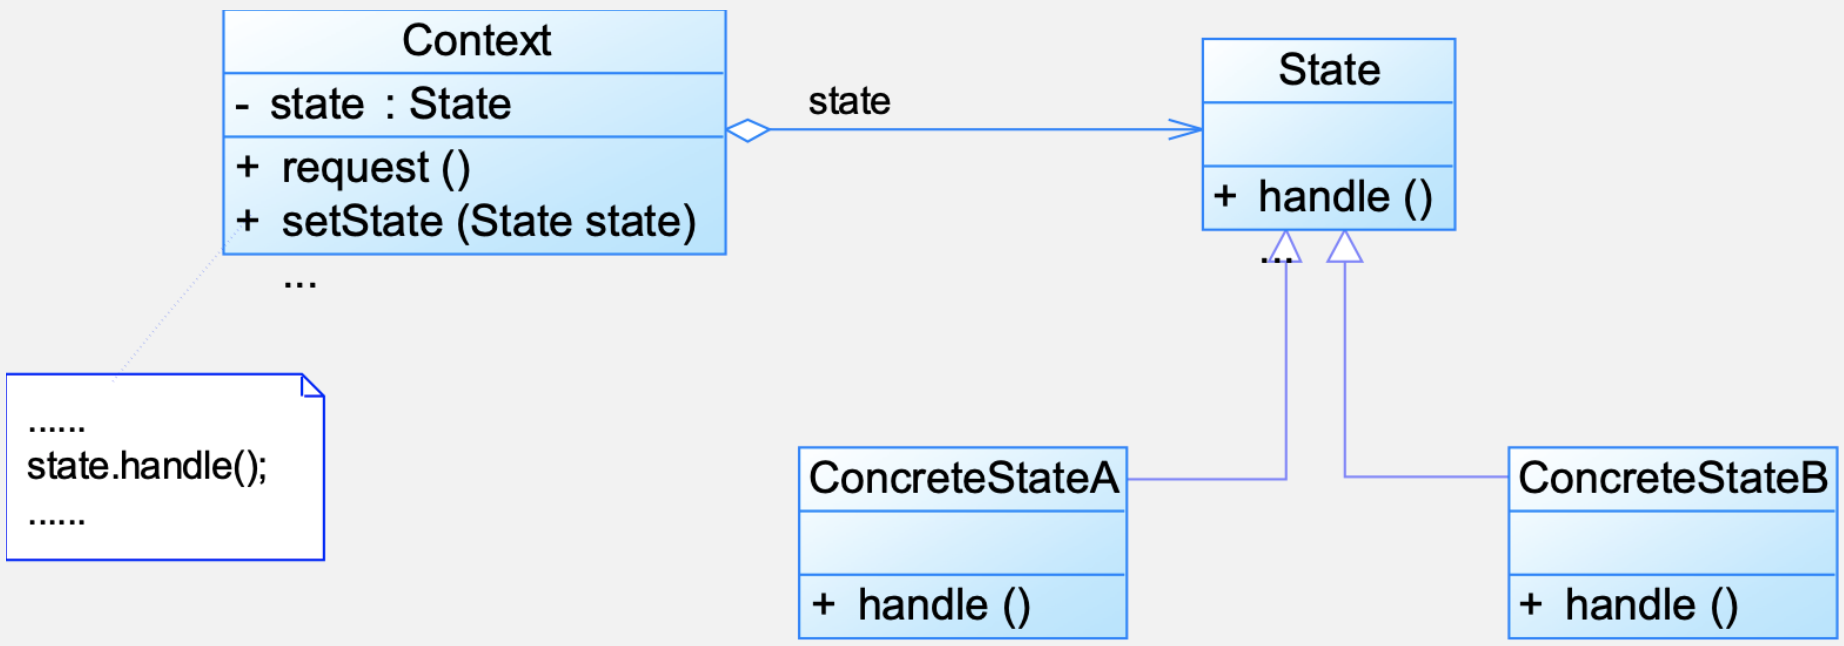 Context
- state : State
+ request ()
+ setState (State state)
...
state
State
+ handle ()
...
......
state.handle();
......
ConcreteStateA
+ handle ()
ConcreteStateB
+ handle ()